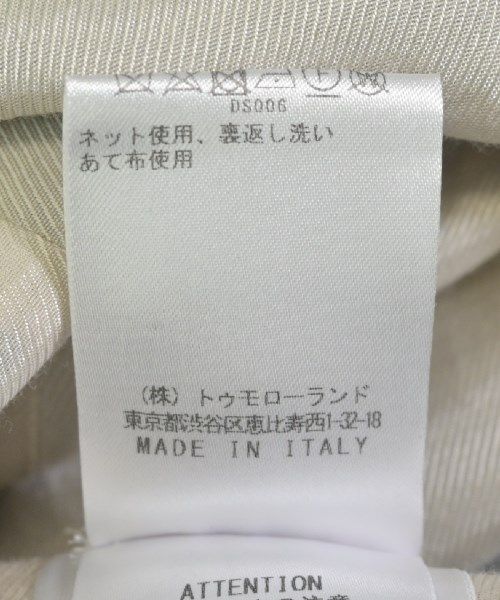 DS006
ネット使用、裏返し洗い
あて布使用
(株) トゥモローランド
東京都渋谷区恵比寿西1-32-18
MADE IN ITALY
ATTENTION